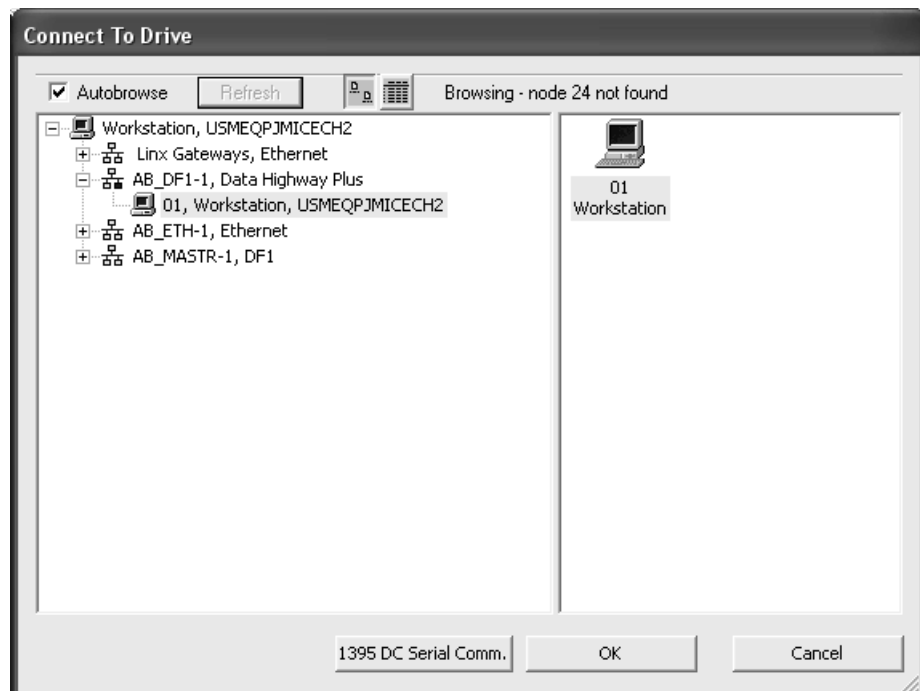 Connect To Drive
Autobrowse Refresh Browsing - node 24 not found
Workstation, USMEQPJMICECH2
Linx Gateways, Ethernet
AB_DF1-1, Data Highway Plus
01, Workstation, USMEQPJMICECH2
AB_ETH-1, Ethernet
AB_MASTR-1, DF1
01
Workstation
1395 DC Serial Comm. OK Cancel